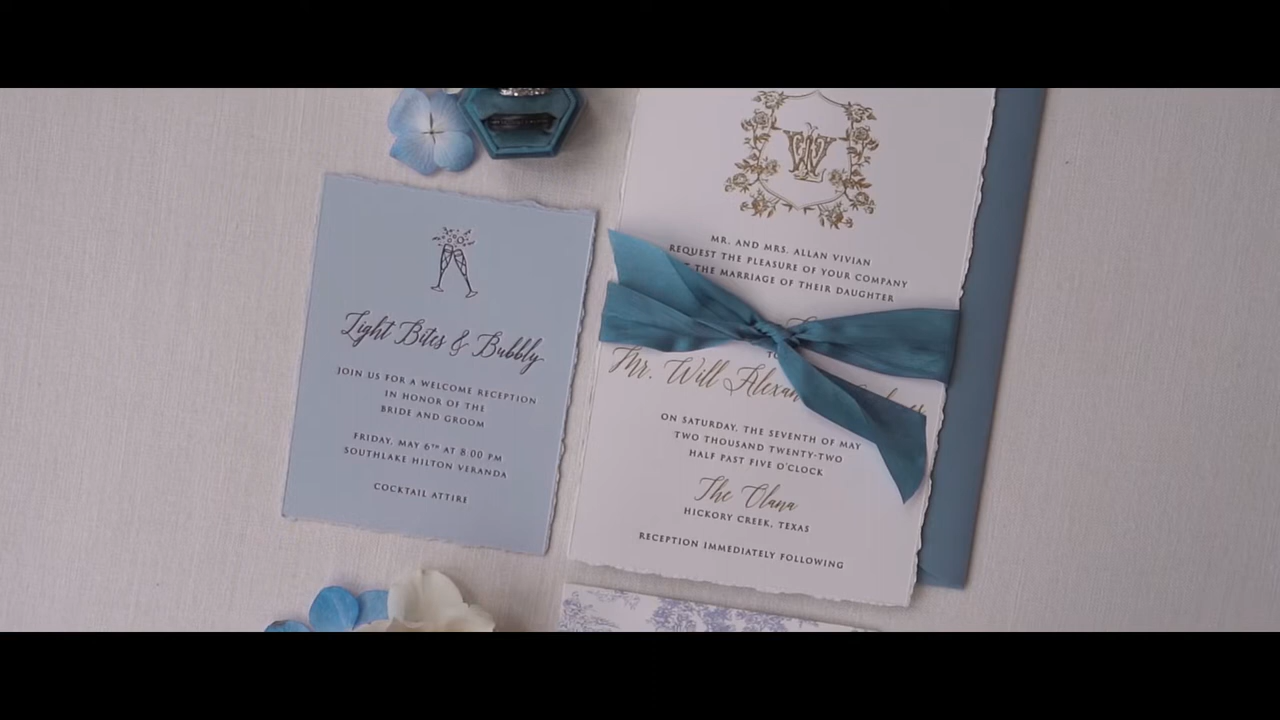 Light Bites & Bubbly
JOIN US FOR A WELCOME RECEPTION
IN HONOR OF THE
BRIDE AND GROOM
FRIDAY, MAY 6TH AT 8:00 PM
SOUTHLAKE HILTON VERANDA
COCKTAIL ATTIRE
MR. AND MRS. ALLAN VIVIAN
REQUEST THE PLEASURE OF YOUR COMPANY
THE MARRIAGE OF THEIR DAUGHTER
TO
Mr. Will
ON SATURDAY, THE SEVENTH OF MAY
TWO THOUSAND TWENTY-TWO
HALF PAST FIVE O'CLOCK
The Olana
HICKORY CREEK, TEXAS
RECEPTION IMMEDIATELY FOLLOWING